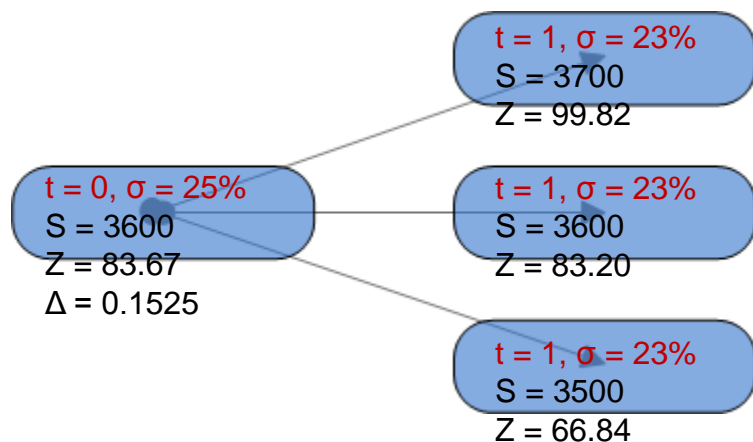 t = 1, σ = 23%
S = 3700
Z = 99.82
t = 0, σ = 25%
S = 3600
Z = 83.67
Δ = 0.1525
t = 1, σ = 23%
S = 3600
Z = 83.20
t = 1, σ = 23%
S = 3500
Z = 66.84